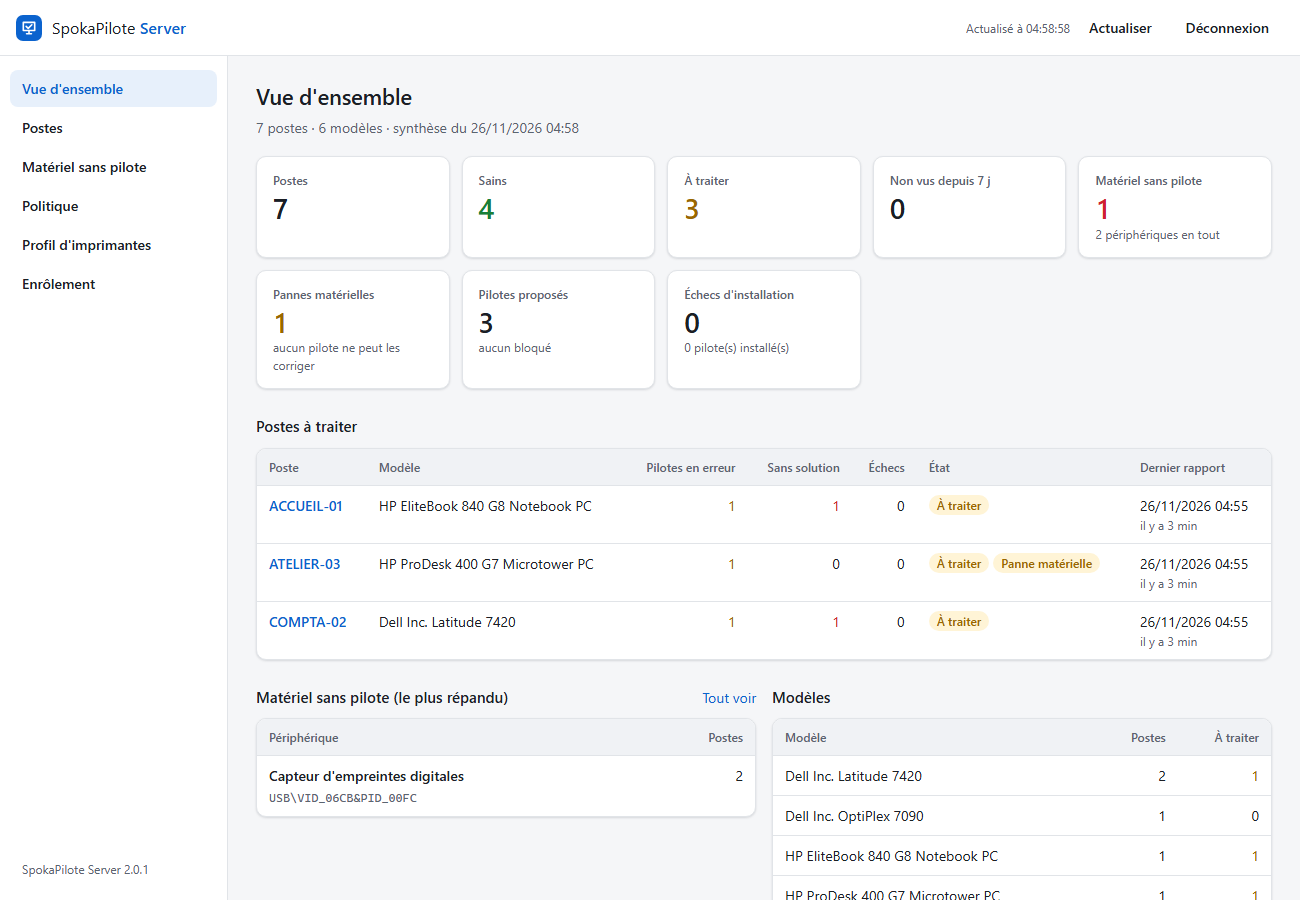 SpokaPilote Server
Actualisé à 04:58:58 Actualiser Déconnexion
Vue d'ensemble
Postes
Matériel sans pilote
Politique
Profil d'imprimantes
Enrôlement
SpokaPilote Server 2.0.1
Vue d'ensemble
7 postes · 6 modèles · synthèse du 26/11/2026 04:58
Postes
7
Sains
4
À traiter
3
Non vus depuis 7 j
0
Matériel sans pilote
1
2 périphériques en tout
Pannes matérielles
1
aucun pilote ne peut les
corriger
Pilotes proposés
3
aucun bloqué
Échecs d'installation
0
0 pilote(s) installé(s)
Postes à traiter
Poste Modèle Pilotes en erreur Sans solution Échecs État Dernier rapport
ACCUEIL-01 HP EliteBook 840 G8 Notebook PC 1 1 0 À traiter 26/11/2026 04:55
il y a 3 min
ATELIER-03 HP ProDesk 400 G7 Microtower PC 1 0 0 À traiter Panne matérielle 26/11/2026 04:55
il y a 3 min
COMPTA-02 Dell Inc. Latitude 7420 1 1 0 À traiter 26/11/2026 04:55
il y a 3 min
Matériel sans pilote (le plus répandu) Tout voir
Périphérique Postes
Capteur d'empreintes digitales 2
USB\VID_06CB&PID_00FC
Modèles
Modèle Postes À traiter
Dell Inc. Latitude 7420 2 1
Dell Inc. OptiPlex 7090 1 0
HP EliteBook 840 G8 Notebook PC 1 1
HP ProDesk 400 G7 Microtower PC 1 1